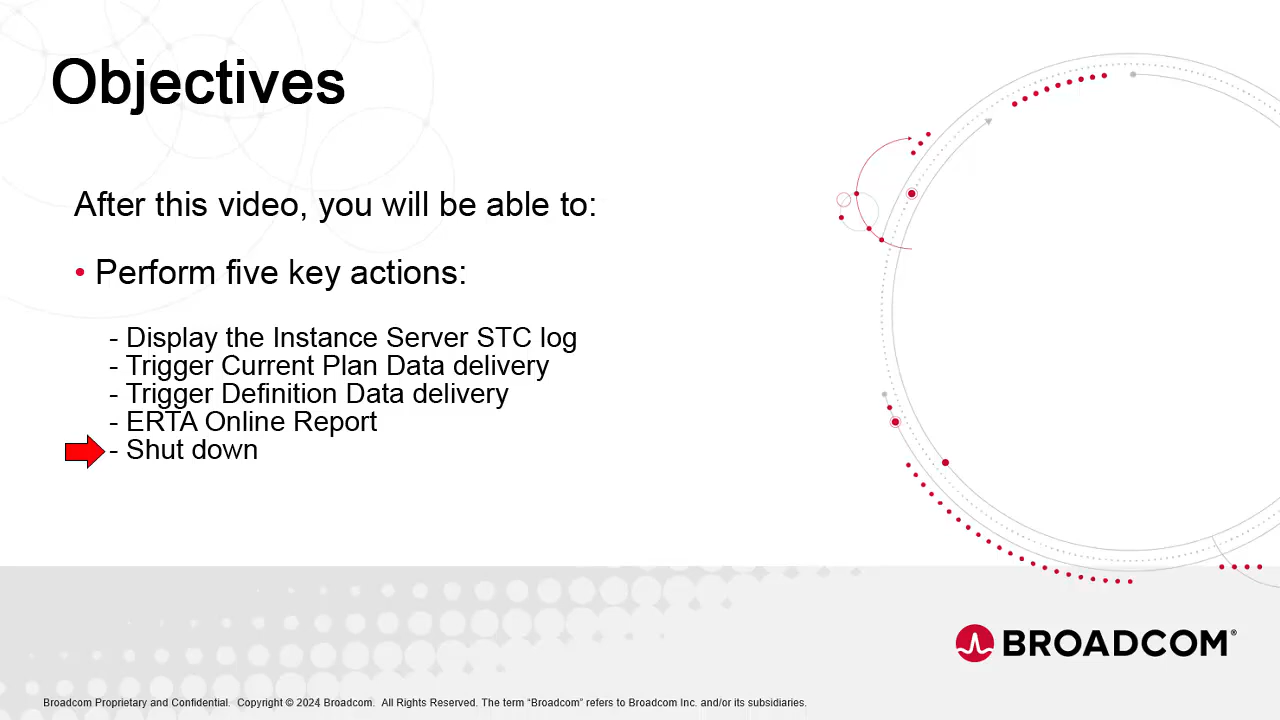 Objectives
After this video, you will be able to:
• Perform five key actions:
- Display the Instance Server STC log
- Trigger Current Plan Data delivery
- Trigger Definition Data delivery
- ERTA Online Report
- Shut down
BROADCOM®
Broadcom Proprietary and Confidential. Copyright © 2024 Broadcom. All Rights Reserved. The term “Broadcom” refers to Broadcom Inc. and/or its subsidiaries.